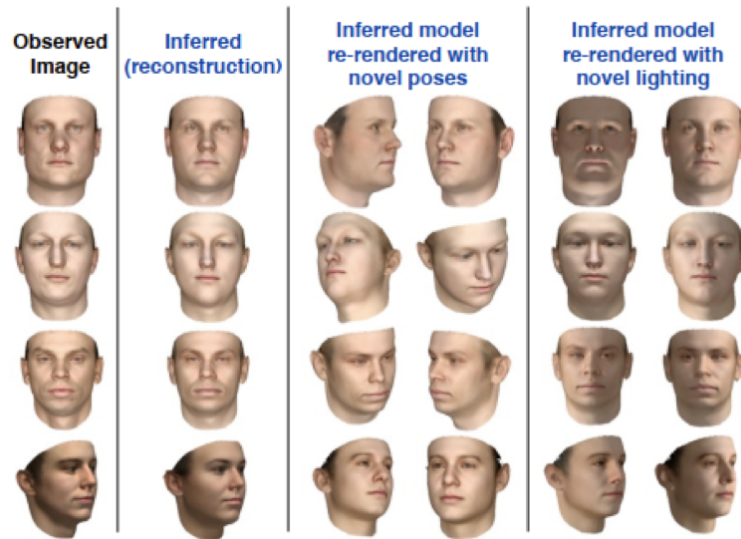 Observed
Image
Inferred
(reconstruction)
Inferred model
re-rendered with
novel poses
Inferred model
re-rendered with
novel lighting